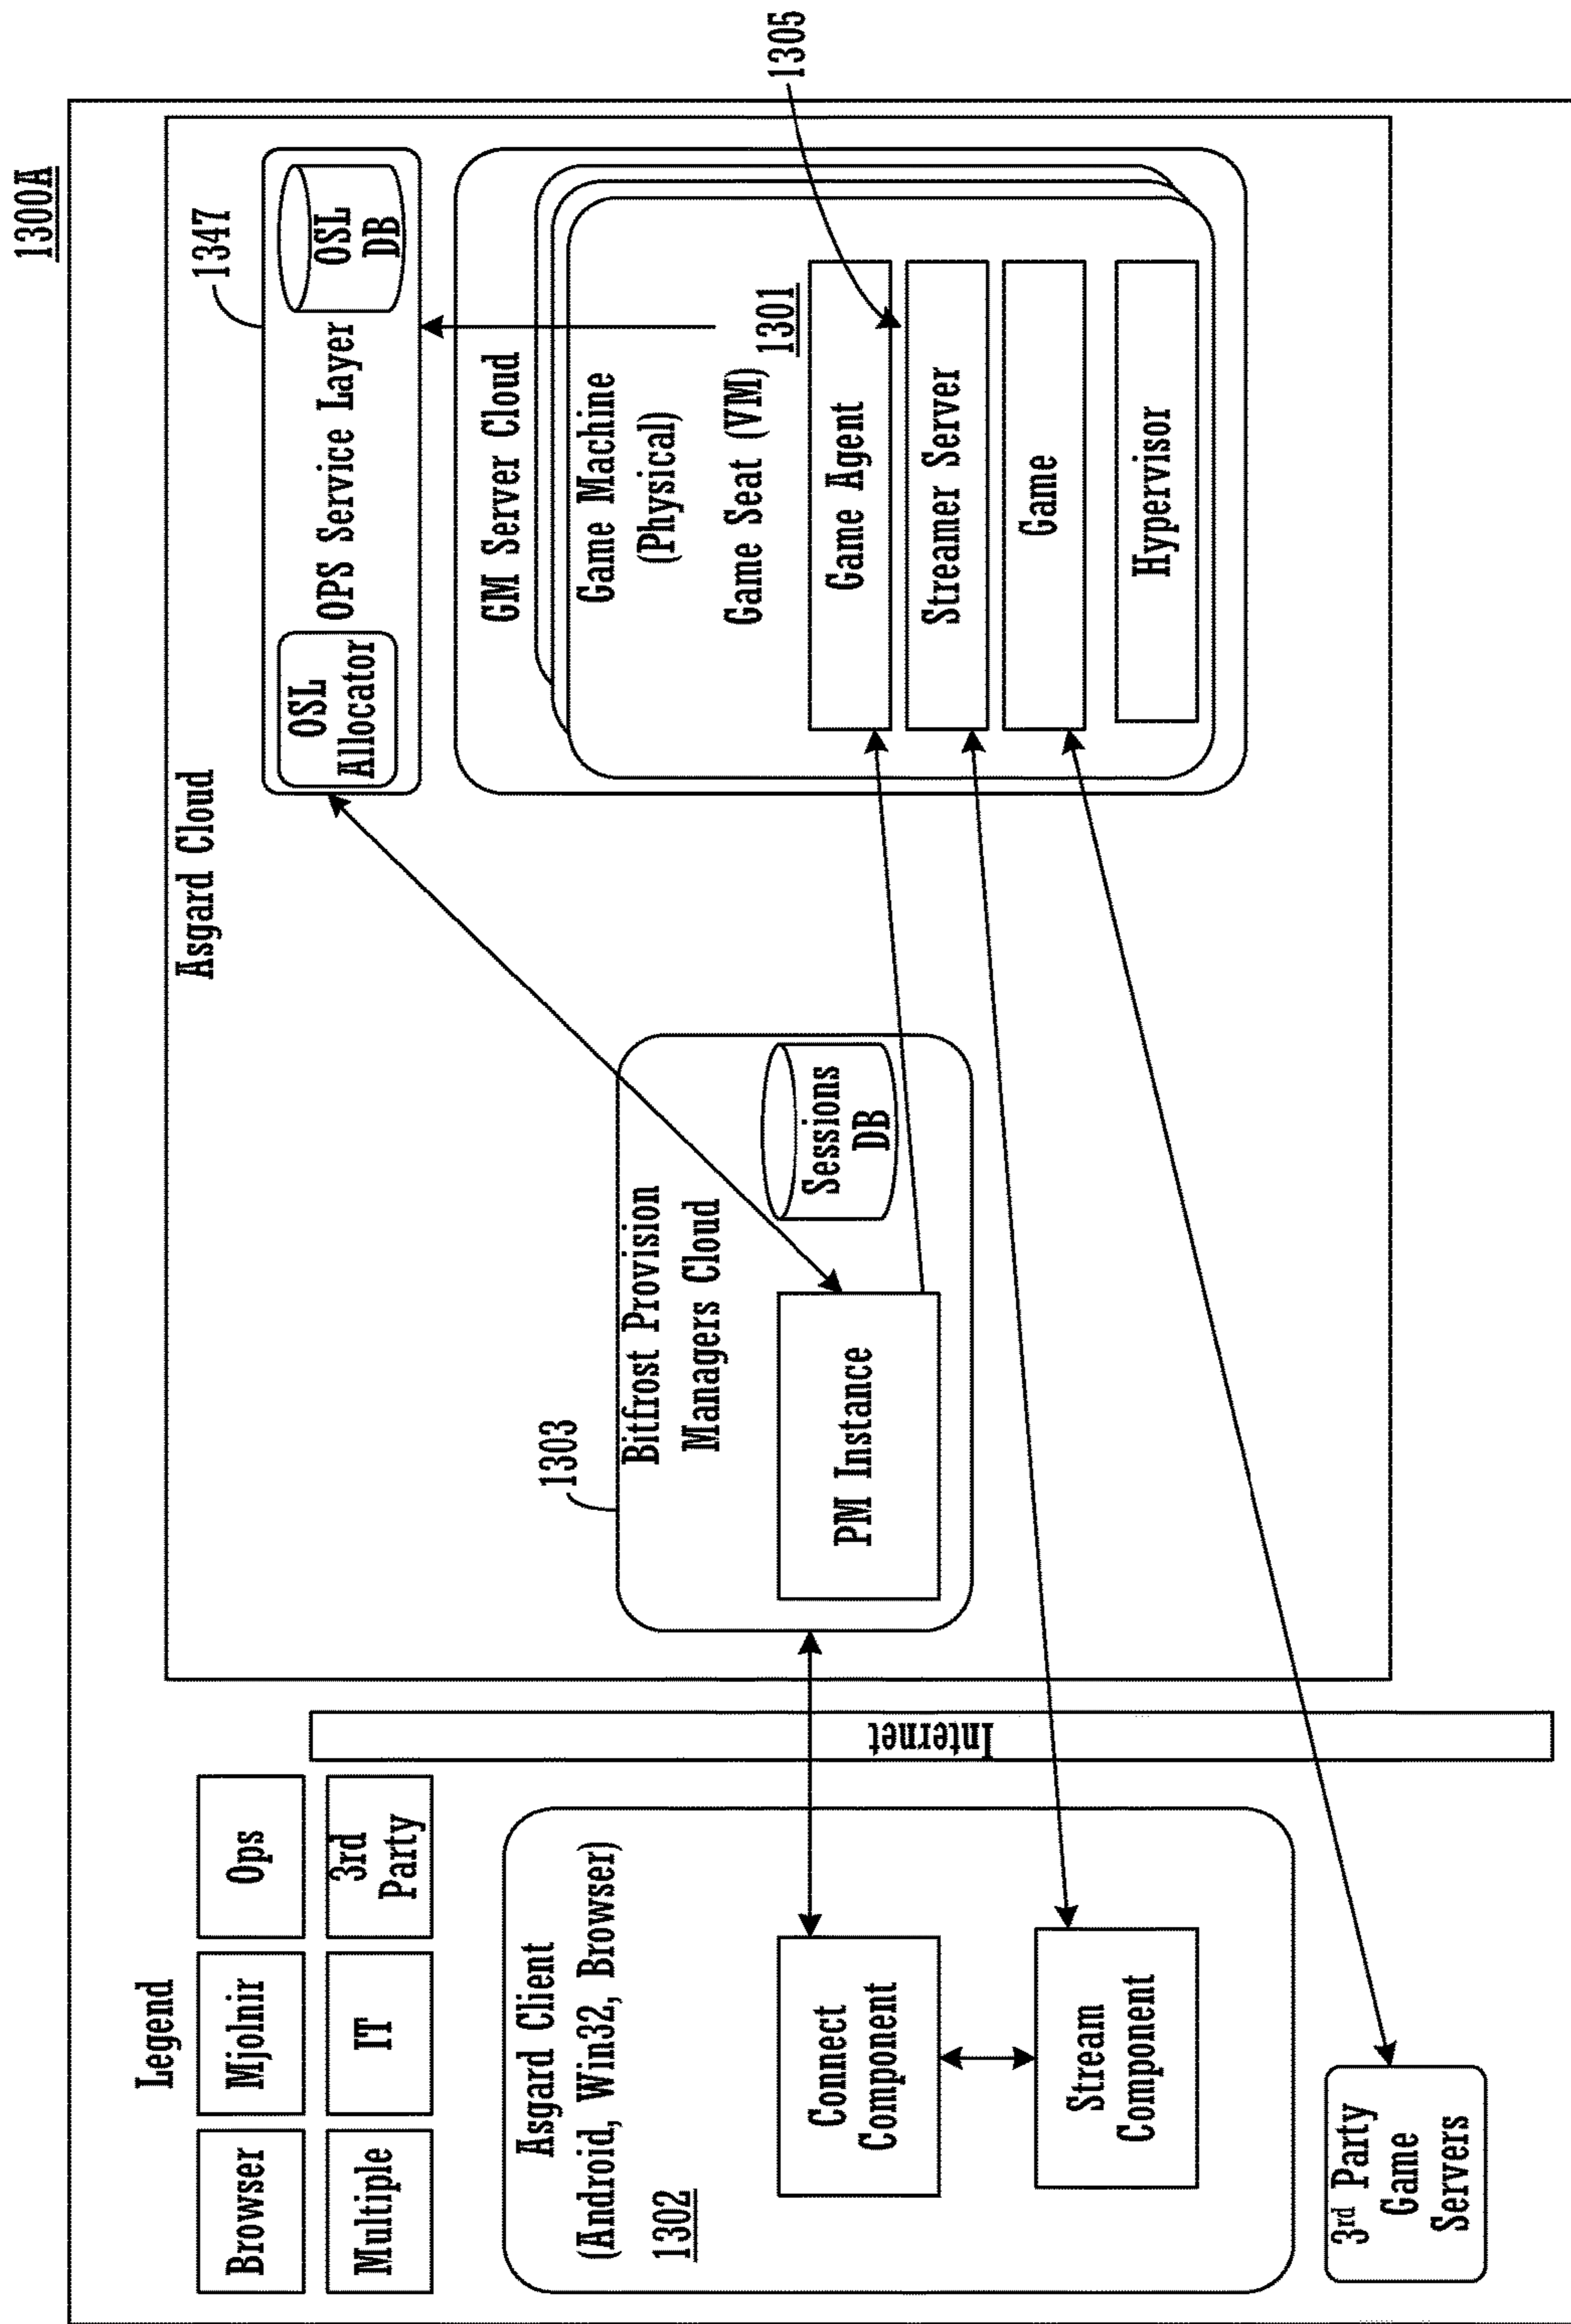 1300A
Legend
Browser
Mjolnir
Ops
Multiple
IT
3rd
Party
Asgard Client
(Android, Win32, Browser)
1302
Connect
Component
Stream
Component
3rd Party
Game
Servers
Internet
Asgard Cloud
1303
Bitfrost Provision
Managers Cloud
PM Instance
Sessions
DB
1347
OSL
Allocator
OPS Service Layer
OSL
DB
GM Server Cloud
Game Machine
(Physical)
Game Seat (VM)
1301
Game Agent
Streamer Server
Game
Hypervisor
1305